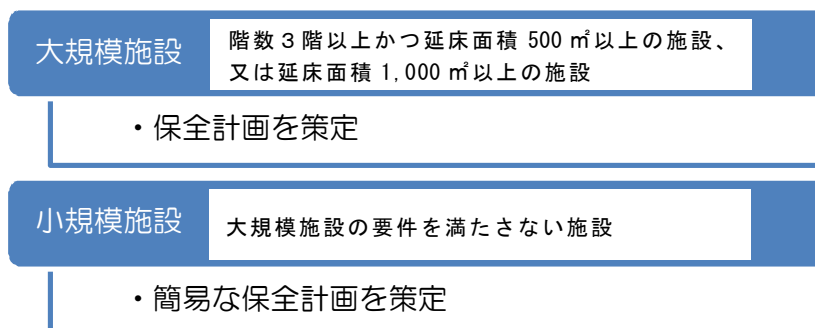 大規模施設
階数３階以上かつ延床面積 500 ㎡以上の施設、
又は延床面積 1,000 ㎡以上の施設
・保全計画を策定
小規模施設
大規模施設の要件を満たさない施設
・簡易な保全計画を策定